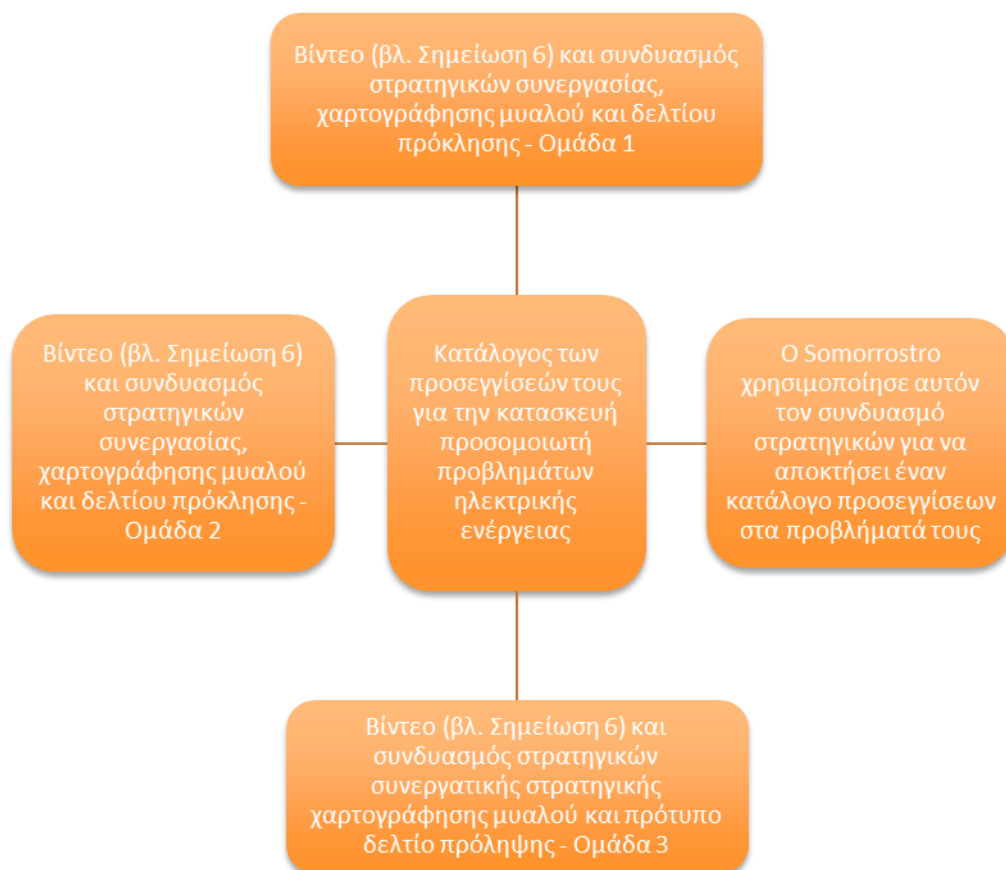 Βίντεο (βλ. Σημείωση 6) και συνδυασμός
στρατηγικών συνεργασίας,
χαρτογράφησης μυαλού και δελτίου
πρόκλησης - Ομάδα 1
Βίντεο (βλ. Σημείωση 6)
και συνδυασμός
στρατηγικών
συνεργασίας,
χαρτογράφησης μυαλού
και δελτίου πρόκλησης -
Ομάδα 2
Κατάλογος των
προσεγγίσεών τους
για την κατασκευή
προσομοιωτή
προβλημάτων
ηλεκτρικής
ενέργειας
Ο Somorrostro
χρησιμοποίησε αυτόν
τον συνδυασμό
στρατηγικών για να
αποκτήσει έναν
κατάλογο προσεγγίσεων
στα προβλήματά τους
Βίντεο (βλ. Σημείωση 6) και
συνδυασμός στρατηγικών
συνεργατικής στρατηγικής
χαρτογράφησης μυαλού και πρότυπο
δελτίο πρόληψης - Ομάδα 3